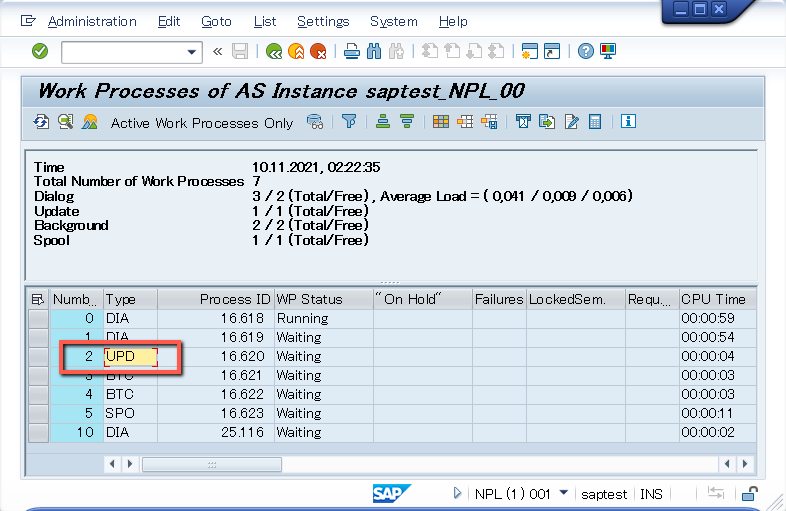 Administration Edit Goto List Settings System Help
«
Work Processes of AS Instance saptest_NPL_00
Active Work Processes Only
Time 10.11.2021, 02:22:35
Total Number of Work Processes 7
Dialog 3 / 2 (Total/Free) , Average Load = ( 0,041 / 0,009 / 0,006)
Update 1 / 1 (Total/Free)
Background 2 / 2 (Total/Free)
Spool 1 / 1 (Total/Free)
Numb... Type Process ID WP Status "On Hold" Failures LockedSem. Requ... CPU Time
0 DIA 16.618 Running 00:00:59
1 DIA 16.619 Waiting 00:00:54
2 UPD 16.620 Waiting 00:00:04
3 BTC 16.621 Waiting 00:00:03
4 BTC 16.622 Waiting 00:00:03
5 SPO 16.623 Waiting 00:00:11
10 DIA 25.116 Waiting 00:00:02
SAP NPL (1) 001 saptest INS